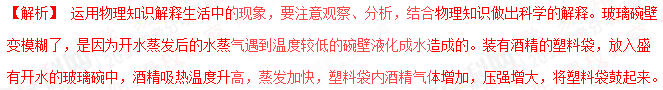 【解析】 运用物理知识解释生活中的现象，要注意观察、分析，结合物理知识做出科学的解释。玻璃碗壁
变模糊了，是因为开水蒸发后的水蒸气遇到温度较低的碗壁液化成水造成的。装有酒精的塑料袋，放入盛
有开水的玻璃碗中，酒精吸热温度升高，蒸发加快，塑料袋内酒精气体增加，压强增大，将塑料袋鼓起来。